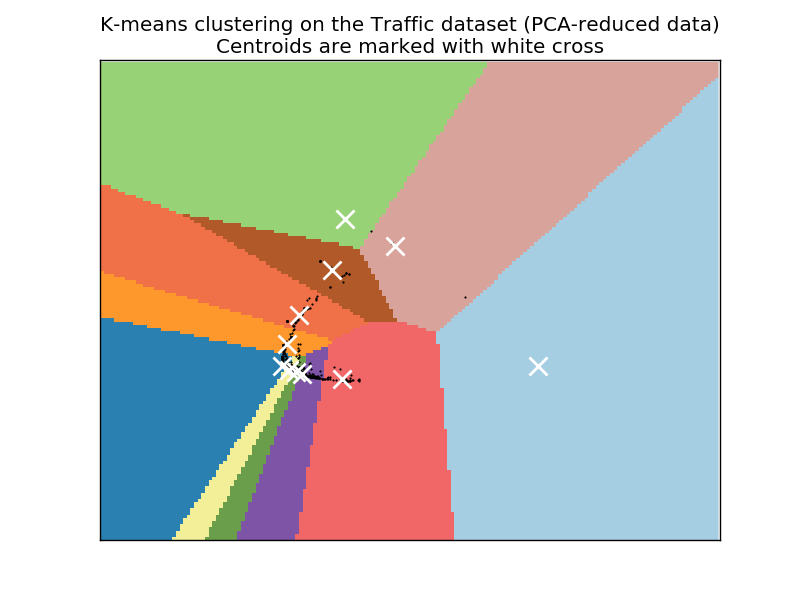 K-means clustering on the Traffic dataset (PCA-reduced data)
Centroids are marked with white cross